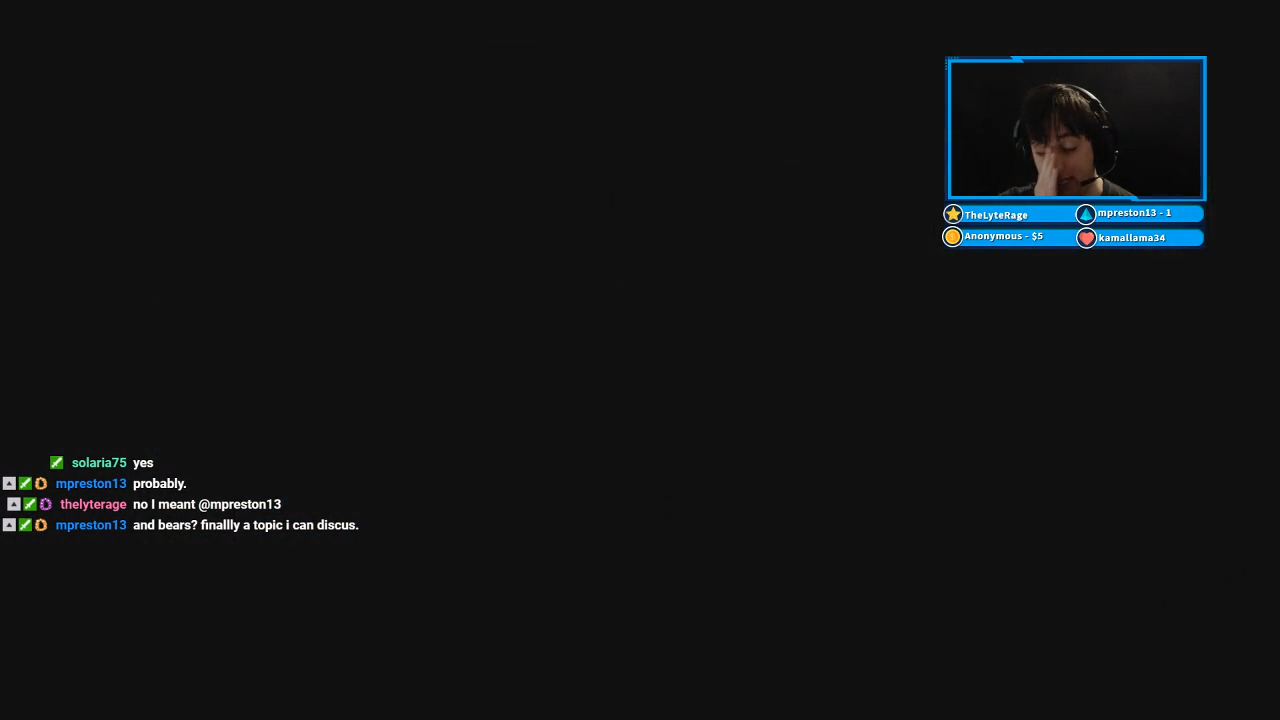 TheLyteRage
mpreston13 - 1
Anonymous - $5
kamallama34
solaria75 yes
mpreston13 probably.
thelyterage no I meant @mpreston13
mpreston13 and bears? finallly a topic i can discus.